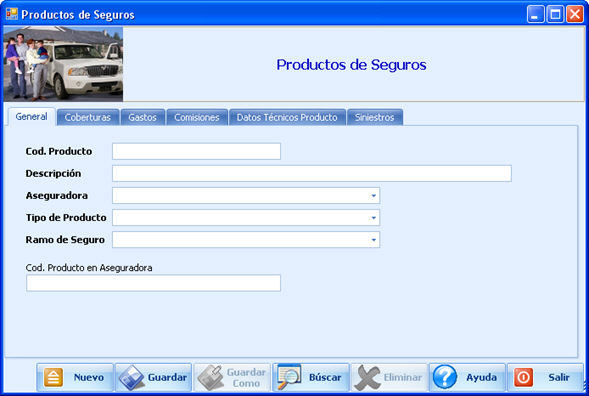 Productos de Seguros
Productos de Seguros
General Coberturas Gastos Comisiones Datos Técnicos Producto Siniestros
Cod. Producto
Descripción
Aseguradora
Tipo de Producto
Ramo de Seguro
Cod. Producto en Aseguradora
Nuevo Guardar Guardar Como Búscar Eliminar Ayuda Salir